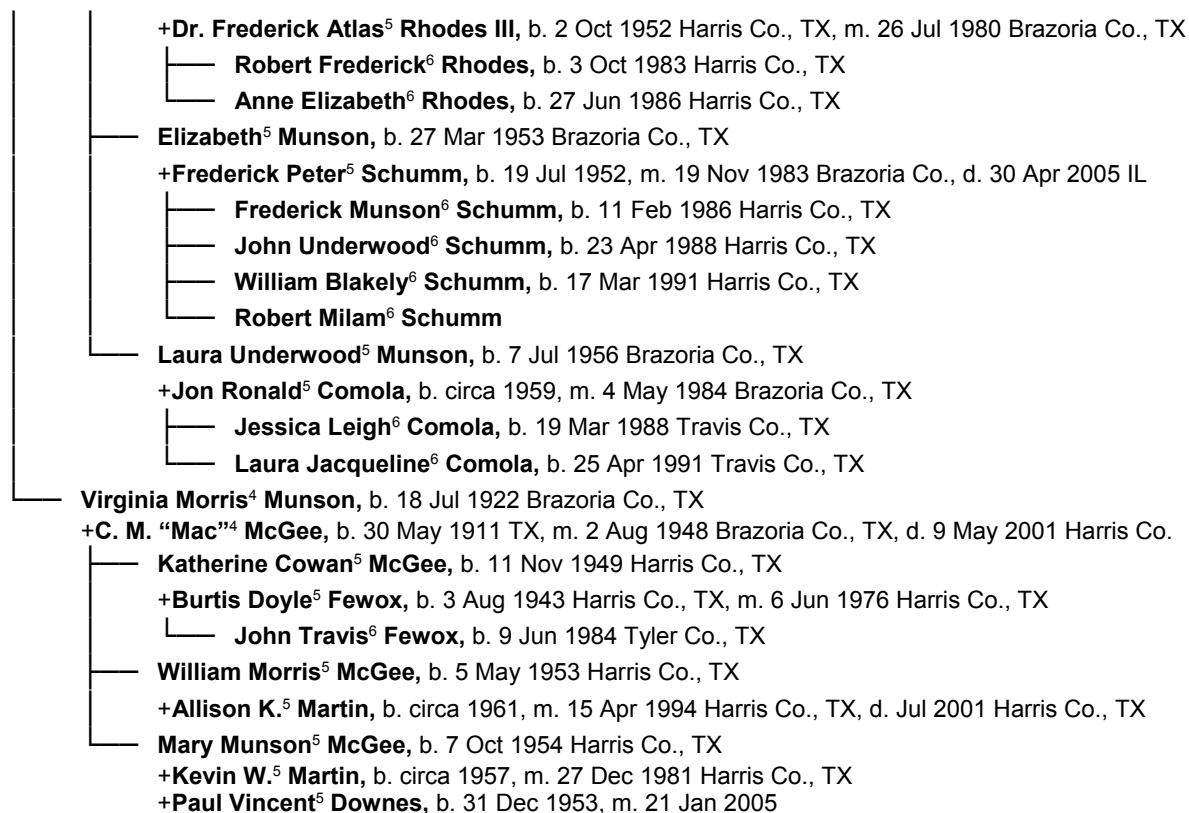 +Dr. Frederick Atlas⁵ Rhodes III, b. 2 Oct 1952 Harris Co., TX, m. 26 Jul 1980 Brazoria Co., TX
Robert Frederick⁶ Rhodes, b. 3 Oct 1983 Harris Co., TX
Anne Elizabeth⁶ Rhodes, b. 27 Jun 1986 Harris Co., TX
Elizabeth⁵ Munson, b. 27 Mar 1953 Brazoria Co., TX
+Frederick Peter⁵ Schumm, b. 19 Jul 1952, m. 19 Nov 1983 Brazoria Co., d. 30 Apr 2005 IL
Frederick Munson⁶ Schumm, b. 11 Feb 1986 Harris Co., TX
John Underwood⁶ Schumm, b. 23 Apr 1988 Harris Co., TX
William Blakely⁶ Schumm, b. 17 Mar 1991 Harris Co., TX
Robert Milam⁶ Schumm
Laura Underwood⁵ Munson, b. 7 Jul 1956 Brazoria Co., TX
+Jon Ronald⁵ Comola, b. circa 1959, m. 4 May 1984 Brazoria Co., TX
Jessica Leigh⁶ Comola, b. 19 Mar 1988 Travis Co., TX
Laura Jacqueline⁶ Comola, b. 25 Apr 1991 Travis Co., TX
Virginia Morris⁴ Munson, b. 18 Jul 1922 Brazoria Co., TX
+C. M. “Mac”⁴ McGee, b. 30 May 1911 TX, m. 2 Aug 1948 Brazoria Co., TX, d. 9 May 2001 Harris Co.
Katherine Cowan⁵ McGee, b. 11 Nov 1949 Harris Co., TX
+Burtis Doyle⁵ Fewox, b. 3 Aug 1943 Harris Co., TX, m. 6 Jun 1976 Harris Co., TX
John Travis⁶ Fewox, b. 9 Jun 1984 Tyler Co., TX
William Morris⁵ McGee, b. 5 May 1953 Harris Co., TX
+Allison K.⁵ Martin, b. circa 1961, m. 15 Apr 1994 Harris Co., TX, d. Jul 2001 Harris Co., TX
Mary Munson⁵ McGee, b. 7 Oct 1954 Harris Co., TX
+Kevin W.⁵ Martin, b. circa 1957, m. 27 Dec 1981 Harris Co., TX
+Paul Vincent⁵ Downes, b. 31 Dec 1953, m. 21 Jan 2005